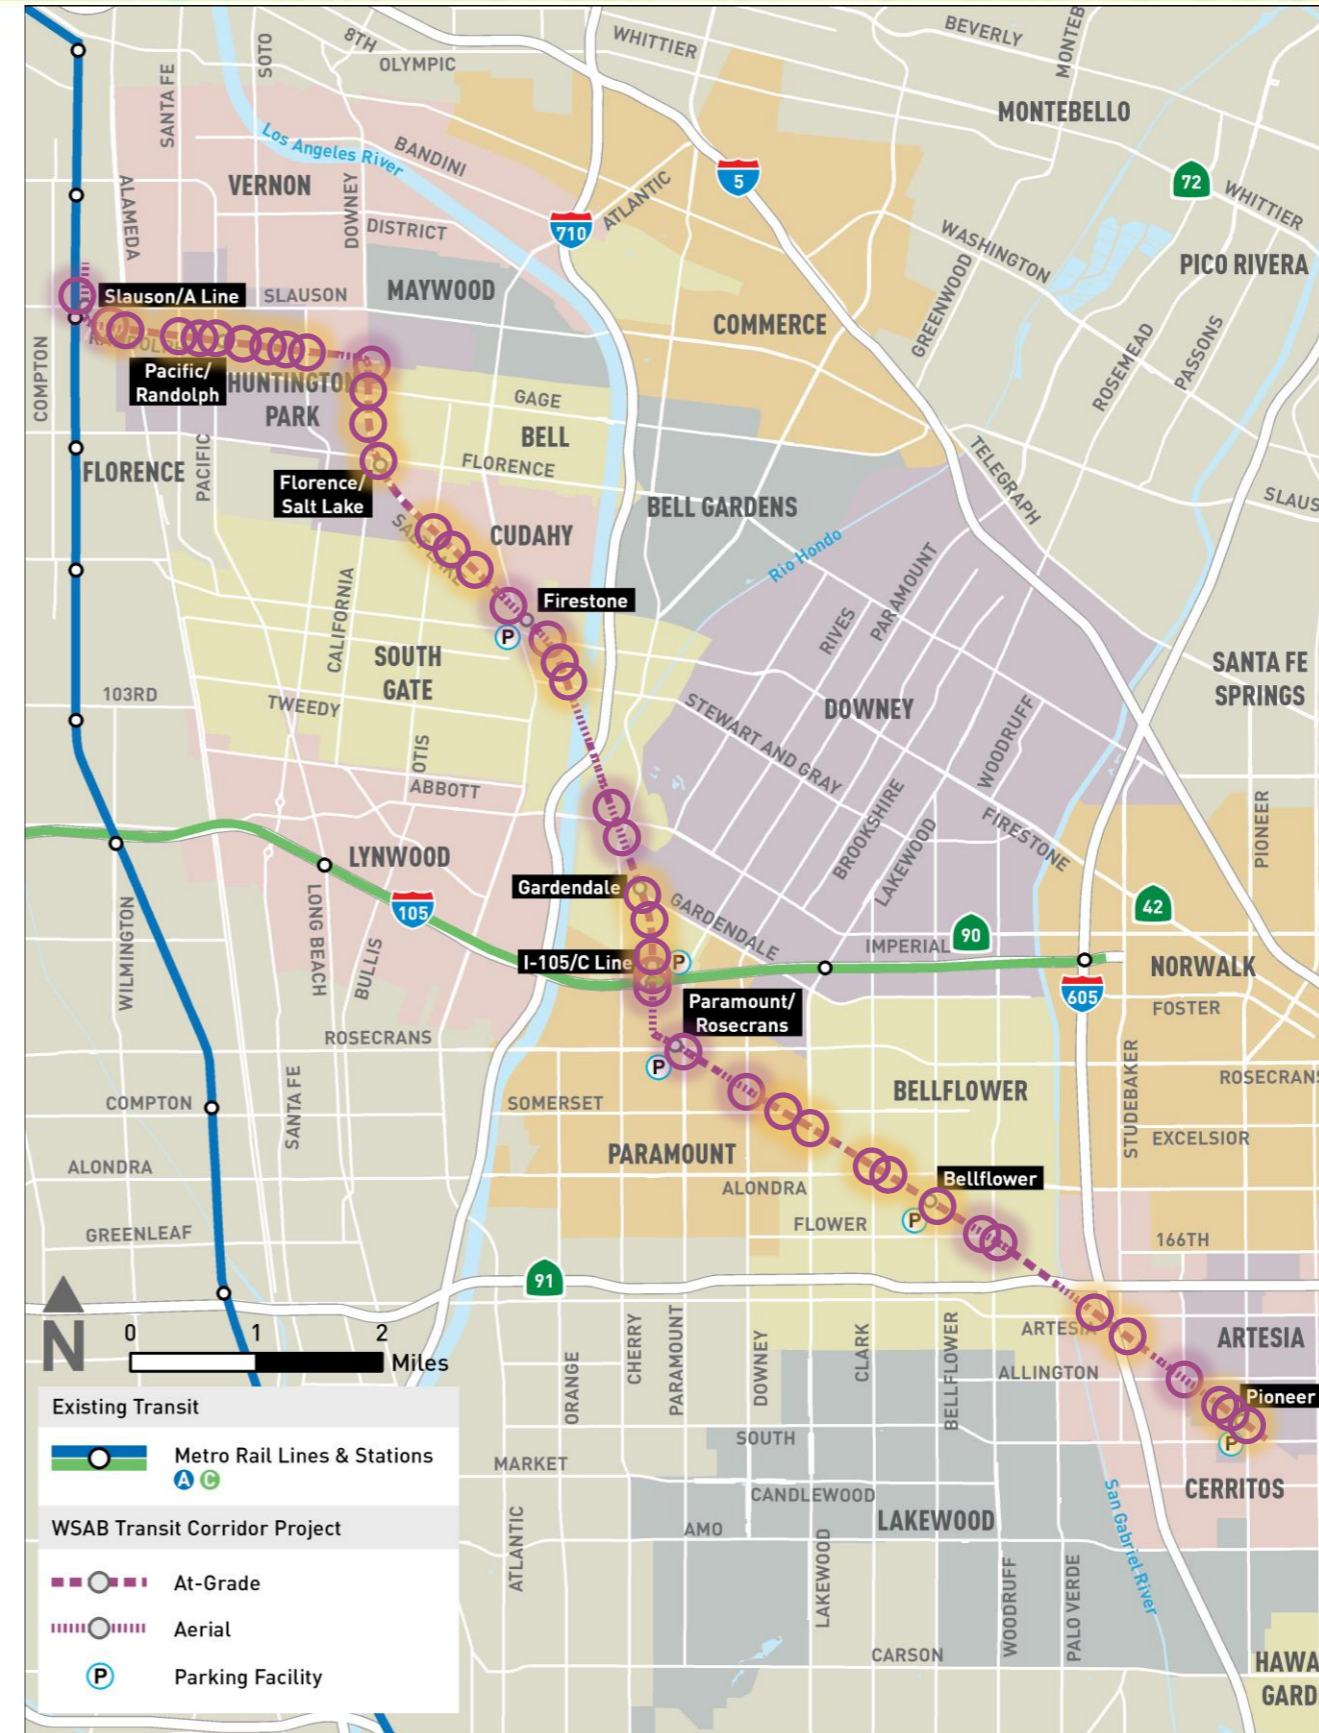 BEVERLY
MONTEB
8TH
WHITTIER
SOTO
OLYMPIC
SANTA FE
MONTEBELLO
Los Angeles River
BANDINI
VERNON
5
72
ALAMEDA
DOWNEY
ATLANTIC
WHITTIER
DISTRICT
710
WASHINGTON
PICO RIVERA
MAYWOOD
Slauson/A Line
SLAUSON
COMMERCE
GREENWOOD
ROSEMEAD
PASSONS
COMPTON
Pacific/
Randolph
HUNTINGTON
PARK
GAGE
BELL
FLORENCE
FLORENCE
PACIFIC
TELEGRAPH
Florence/
Salt Lake
BELL GARDENS
SLAUS
SALT LAKE
CUDAHY
Rio Hondo
CALIFORNIA
Firestone
P
RIVES
PARAMOUNT
SOUTH
GATE
SANTA FE
SPRINGS
103RD
TWEEDY
DOWNEY
STEWART AND GRAY
WOODRUFF
OTIS
ABBOTT
BROOKSHIRE
LAKEWOOD
FIRESTONE
PIONEER
LYNWOOD
Gardendale
GARDENDALE
105
42
90
IMPERIAL
WILMINGTON
LONG BEACH
BULLIS
I-105/C Line
P
NORWALK
605
Paramount/
Rosecrans
FOSTER
ROSECRANS
P
ROSECRANS
SANTA FE
COMPTON
SOMERSET
BELLFLOWER
STUDEBAKER
EXCELSIOR
PARAMOUNT
ALONDRA
ALONDRA
Bellflower
P
FLOWER
GREENLEAF
166TH
91
N
0 1 2
Miles
CHERRY
PARAMOUNT
DOWNEY
CLARK
BELLFLOWER
ARTESIA
ARTESIA
ORANGE
ALLINGTON
Pioneer
P
SOUTH
MARKET
CANDLEWOOD
CERRITOS
LAKEWOOD
AMO
ATLANTIC
LAKEWOOD
WOODRUFF
PALO VERDE
San Gabriel River
CARSON
HAWA
GARD
Existing Transit
Metro Rail Lines & Stations
A C
WSAB Transit Corridor Project
At-Grade
Aerial
P Parking Facility